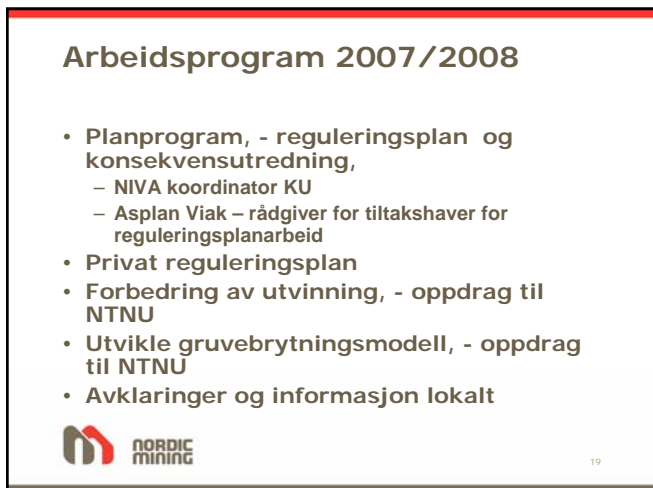 Arbeidsprogram 2007/2008
• Planprogram, - reguleringsplan og
konsekvensutredning,
– NIVA koordinator KU
– Asplan Viak – rådgiver for tiltakshaver for
reguleringsplanarbeid
• Privat reguleringsplan
• Forbedring av utvinning, - oppdrag til
NTNU
• Utvikle gruvebrytningsmodell, - oppdrag
til NTNU
• Avklaringer og informasjon lokalt
NORDIC
MINING
19